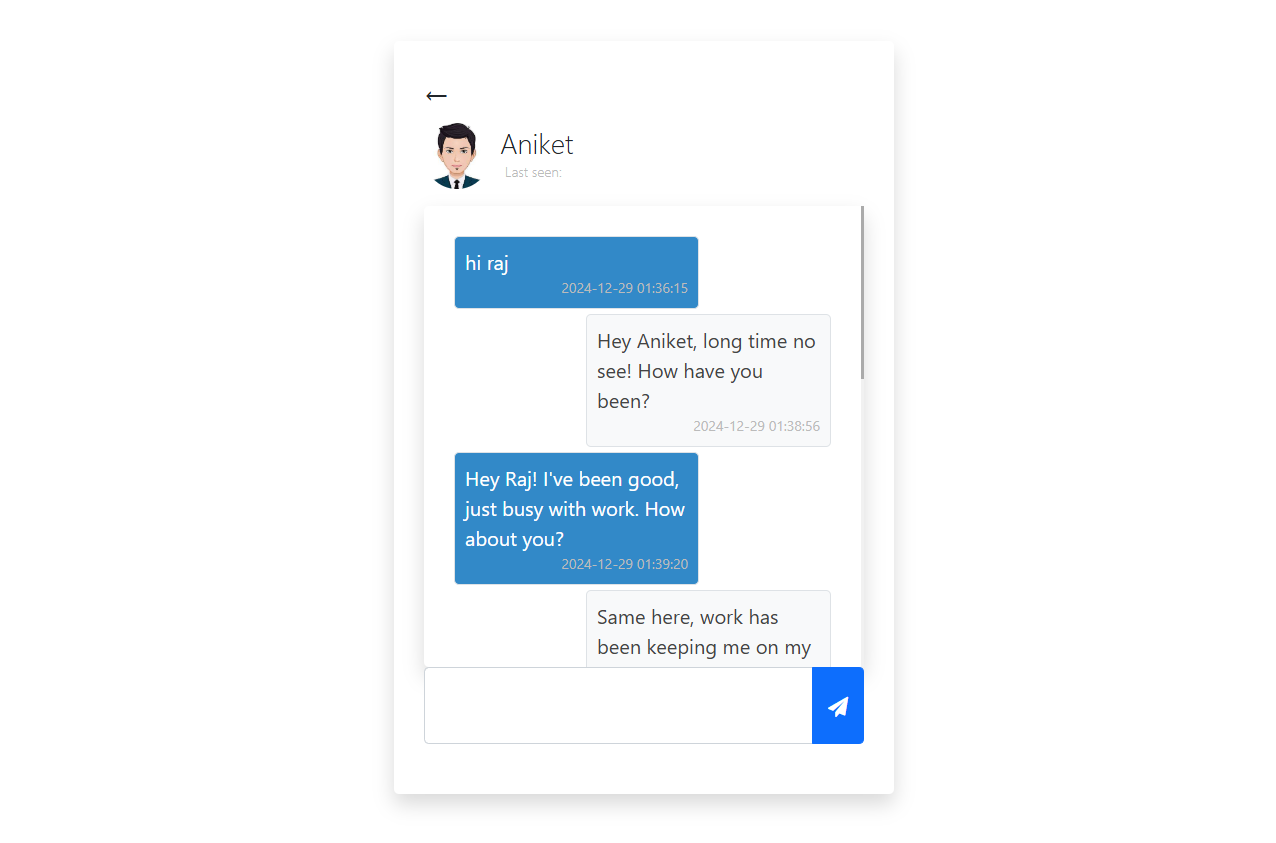 Aniket
Last seen:
hi raj
2024-12-29 01:36:15
Hey Aniket, long time no
see! How have you
been?
2024-12-29 01:38:56
Hey Raj! I've been good,
just busy with work. How
about you?
2024-12-29 01:39:20
Same here, work has
been keeping me on my